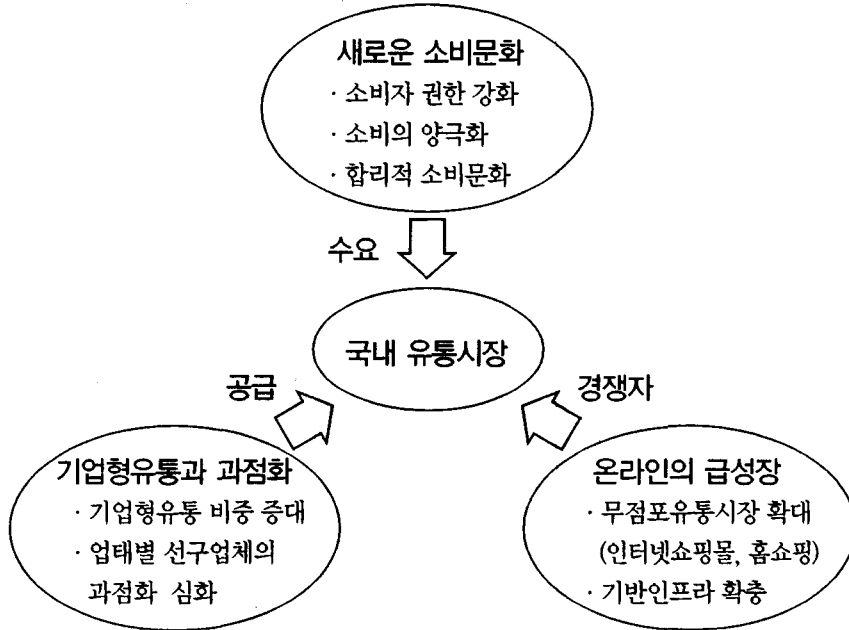 새로운 소비문화
· 소비자 권한 강화
· 소비의 양극화
· 합리적 소비문화
수요
국내 유통시장
공급
경쟁자
기업형유통과 과점화
· 기업형유통 비중 증대
· 업태별 선구업체의
과점화 심화
온라인의 급성장
· 무점포유통시장 확대
(인터넷쇼핑몰, 홈쇼핑)
· 기반인프라 확충